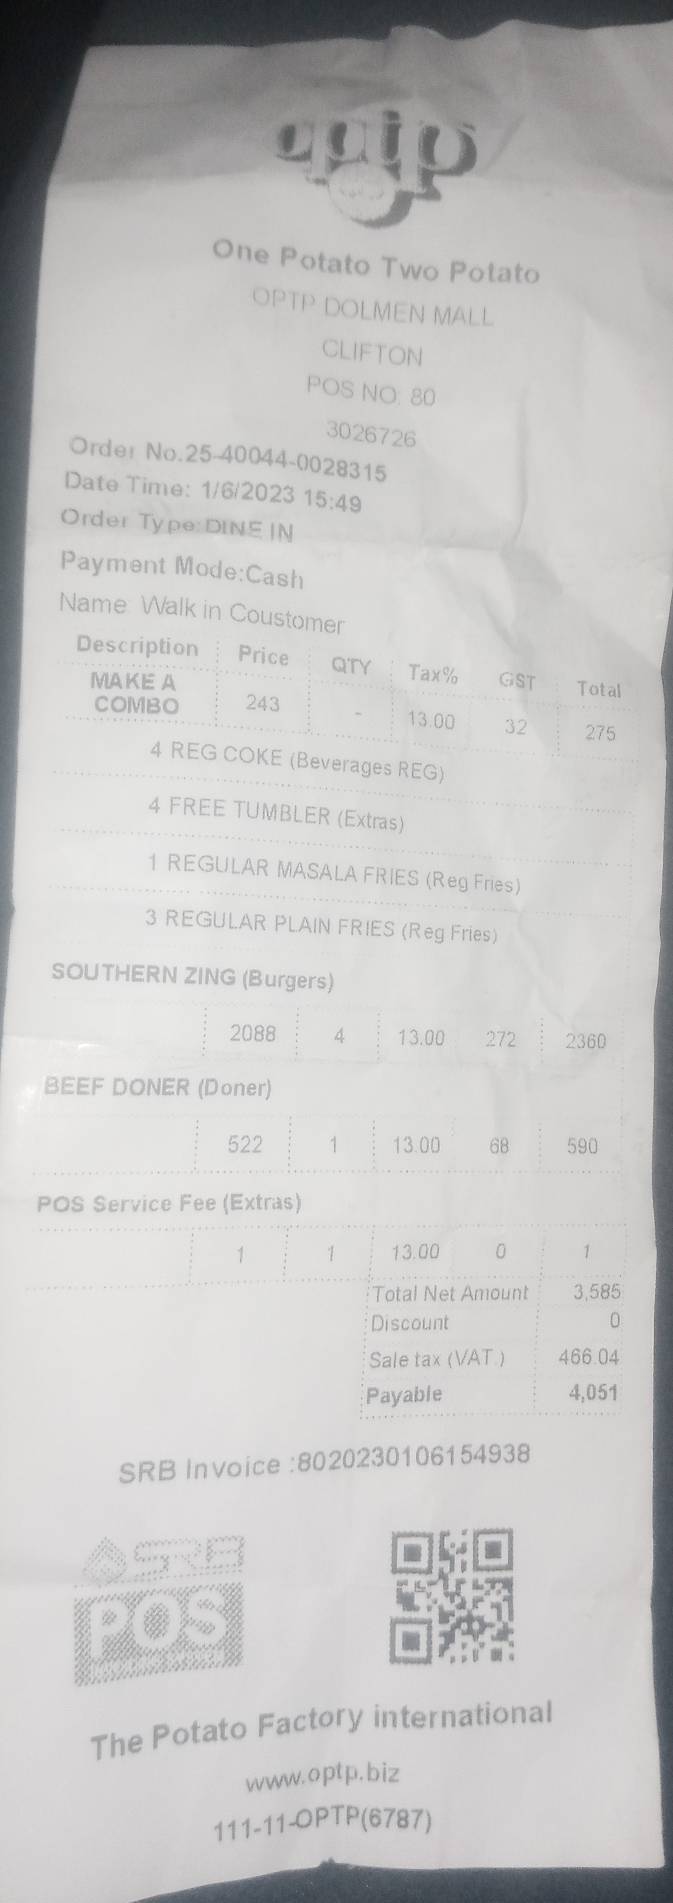 optp
One Potato Two Potato
OPTP DOLMEN MALL
CLIFTON
POS NO: 80
3026726
Order No.25-40044-0028315
Date Time: 1/6/2023 15:49
Order Type:DINE IN
Payment Mode:Cash
Name Walk in Coustomer
Description Price QTY Tax% GST Total
MAKE A COMBO 243 - 13.00 32 275
4 REG COKE (Beverages REG)
4 FREE TUMBLER (Extras)
1 REGULAR MASALA FRIES (Reg Fries)
3 REGULAR PLAIN FRIES (Reg Fries)
SOUTHERN ZING (Burgers)
2088 4 13.00 272 2360
BEEF DONER (Doner)
522 1 13.00 68 590
POS Service Fee (Extras)
1 1 13.00 0 1
Total Net Amount 3,585
Discount 0
Sale tax (VAT.) 466.04
Payable 4,051
SRB Invoice :8020230106154938
SRB
POS
The Potato Factory international
www.optp.biz
111-11-OPTP(6787)